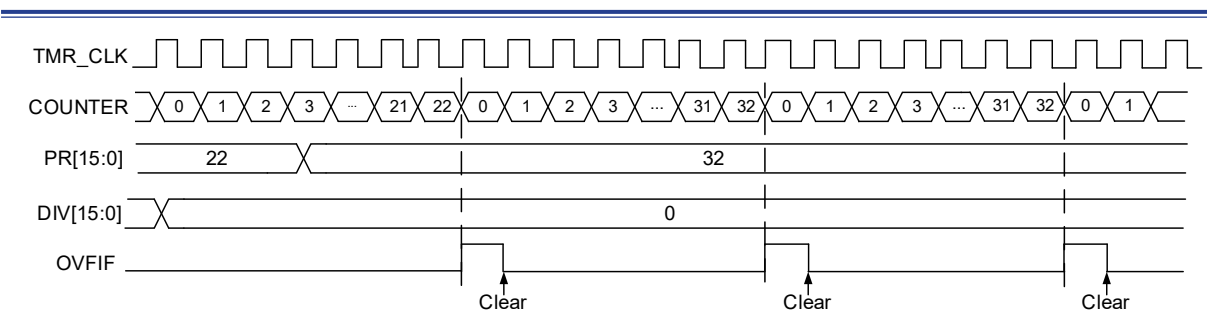 TMR_CLK
COUNTER 0 1 2 3 ... 21 22 0 1 2 3 ... 31 32 0 1 2 3 ... 31 32 0 1
PR[15:0] 22 32
DIV[15:0] 0
OVFIF
Clear Clear Clear